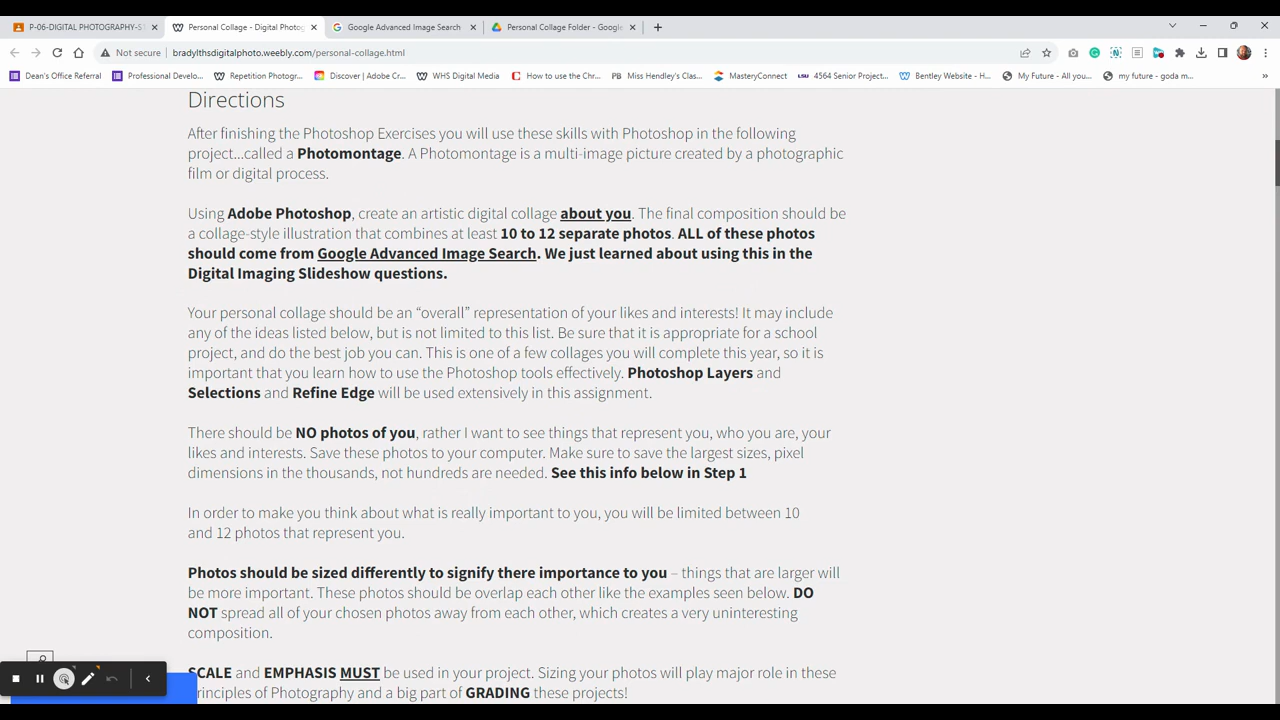 P-06-DIGITAL PHOTOGRAPHY-S1
Personal Collage - Digital Photog
Google Advanced Image Search
Personal Collage Folder - Google
Not secure
bradylthsdigitalphoto.weebly.com/personal-collage.html
Dean's Office Referral
Professional Develo...
Repetition Photogr...
Discover | Adobe Cr...
WHS Digital Media
How to use the Chr...
PB Miss Hendley's Clas...
MasteryConnect
LSU 4564 Senior Project...
Bentley Website - H...
My Future - All you...
my future - goda m...
Directions
After finishing the Photoshop Exercises you will use these skills with Photoshop in the following
project...called a Photomontage. A Photomontage is a multi-image picture created by a photographic
film or digital process.
Using Adobe Photoshop, create an artistic digital collage about you. The final composition should be
a collage-style illustration that combines at least 10 to 12 separate photos. ALL of these photos
should come from Google Advanced Image Search. We just learned about using this in the
Digital Imaging Slideshow questions.
Your personal collage should be an “overall” representation of your likes and interests! It may include
any of the ideas listed below, but is not limited to this list. Be sure that it is appropriate for a school
project, and do the best job you can. This is one of a few collages you will complete this year, so it is
important that you learn how to use the Photoshop tools effectively. Photoshop Layers and
Selections and Refine Edge will be used extensively in this assignment.
There should be NO photos of you, rather I want to see things that represent you, who you are, your
likes and interests. Save these photos to your computer. Make sure to save the largest sizes, pixel
dimensions in the thousands, not hundreds are needed. See this info below in Step 1
In order to make you think about what is really important to you, you will be limited between 10
and 12 photos that represent you.
Photos should be sized differently to signify there importance to you – things that are larger will
be more important. These photos should be overlap each other like the examples seen below. DO
NOT spread all of your chosen photos away from each other, which creates a very uninteresting
composition.
SCALE and EMPHASIS MUST be used in your project. Sizing your photos will play major role in these
rinciples of Photography and a big part of GRADING these projects!